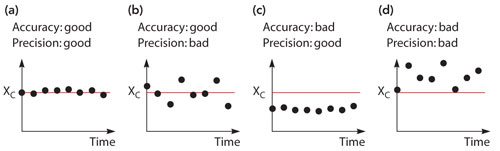 (a)
Accuracy: good
Precision: good
X_C
Time
(b)
Accuracy: good
Precision: bad
X_C
Time
(c)
Accuracy: bad
Precision: good
X_C
Time
(d)
Accuracy: bad
Precision: bad
X_C
Time